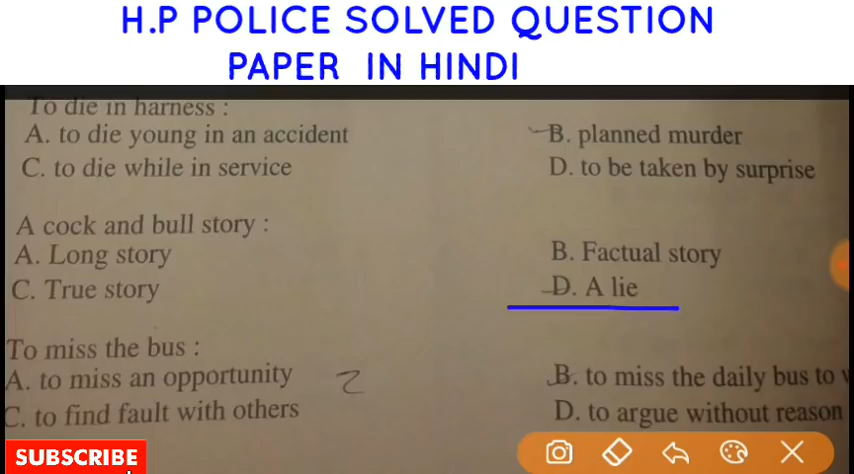 H.P POLICE SOLVED QUESTION
PAPER IN HINDI
To die in harness :
A. to die young in an accident B. planned murder
C. to die while in service D. to be taken by surprise
A cock and bull story :
A. Long story B. Factual story
C. True story D. A lie
To miss the bus :
A. to miss an opportunity 2 B. to miss the daily bus to
C. to find fault with others D. to argue without reason
SUBSCRIBE